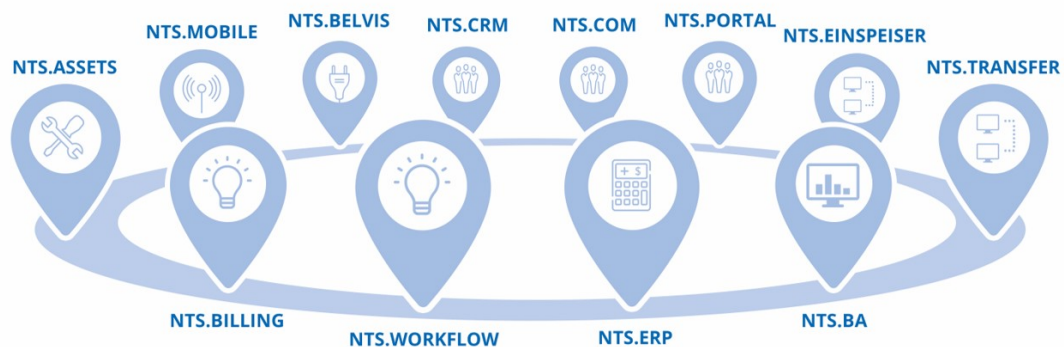 NTS.ASSETS
NTS.MOBILE
NTS.BELVIS
NTS.CRM
NTS.COM
NTS.PORTAL
NTS.EINSPEISER
NTS.TRANSFER
+ $
NTS.BILLING
NTS.WORKFLOW
NTS.ERP
NTS.BA